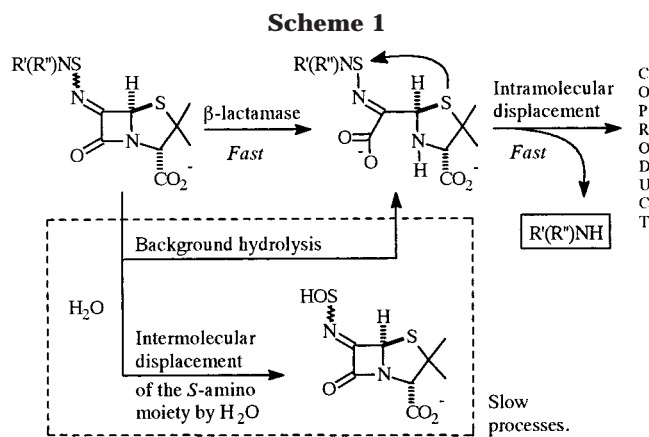 Scheme 1
R'(R")NS
N
H
S
N
O
CO2-
β-lactamase
Fast
R'(R")NS
N
H
S
O
O-
N
H
CO2-
Intramolecular
displacement
Fast
R'(R")NH
C
O
P
R
O
D
U
C
T
Background hydrolysis
H2O
Intermolecular
displacement
of the S-amino
moiety by H2O
HOS
N
H
S
N
O
CO2-
Slow
processes.